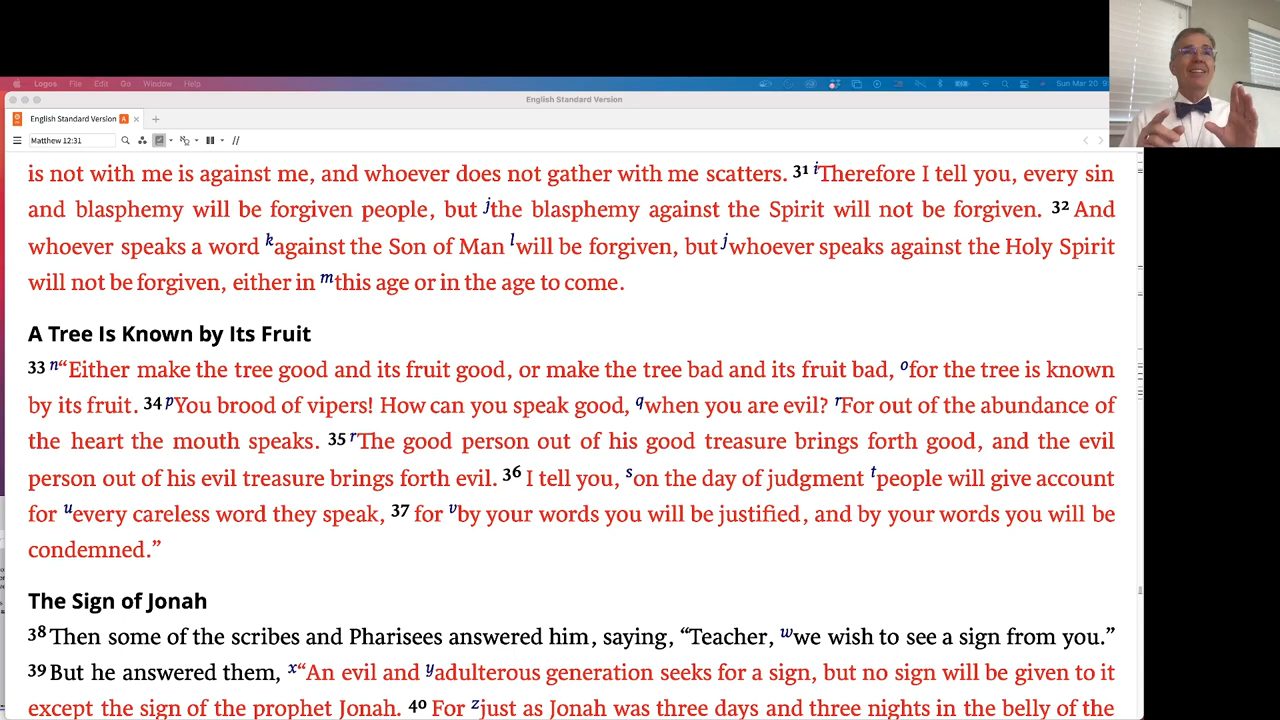 Logos File Edit Go Window Help Sun Mar 20
English Standard Version
English Standard Version A
Matthew 12:31
is not with me is against me, and whoever does not gather with me scatters. 31 iTherefore I tell you, every sin
and blasphemy will be forgiven people, but jthe blasphemy against the Spirit will not be forgiven. 32 And
whoever speaks a word kagainst the Son of Man lwill be forgiven, but jwhoever speaks against the Holy Spirit
will not be forgiven, either in mthis age or in the age to come.
A Tree Is Known by Its Fruit
33 n“Either make the tree good and its fruit good, or make the tree bad and its fruit bad, ofor the tree is known
by its fruit. 34 pYou brood of vipers! How can you speak good, qwhen you are evil? rFor out of the abundance of
the heart the mouth speaks. 35 rThe good person out of his good treasure brings forth good, and the evil
person out of his evil treasure brings forth evil. 36 I tell you, son the day of judgment tpeople will give account
for uevery careless word they speak, 37 for vby your words you will be justified, and by your words you will be
condemned.”
The Sign of Jonah
38 Then some of the scribes and Pharisees answered him, saying, “Teacher, wwe wish to see a sign from you.”
39 But he answered them, x“An evil and yadulterous generation seeks for a sign, but no sign will be given to it
except the sign of the prophet Jonah. 40 For zjust as Jonah was three days and three nights in the belly of the